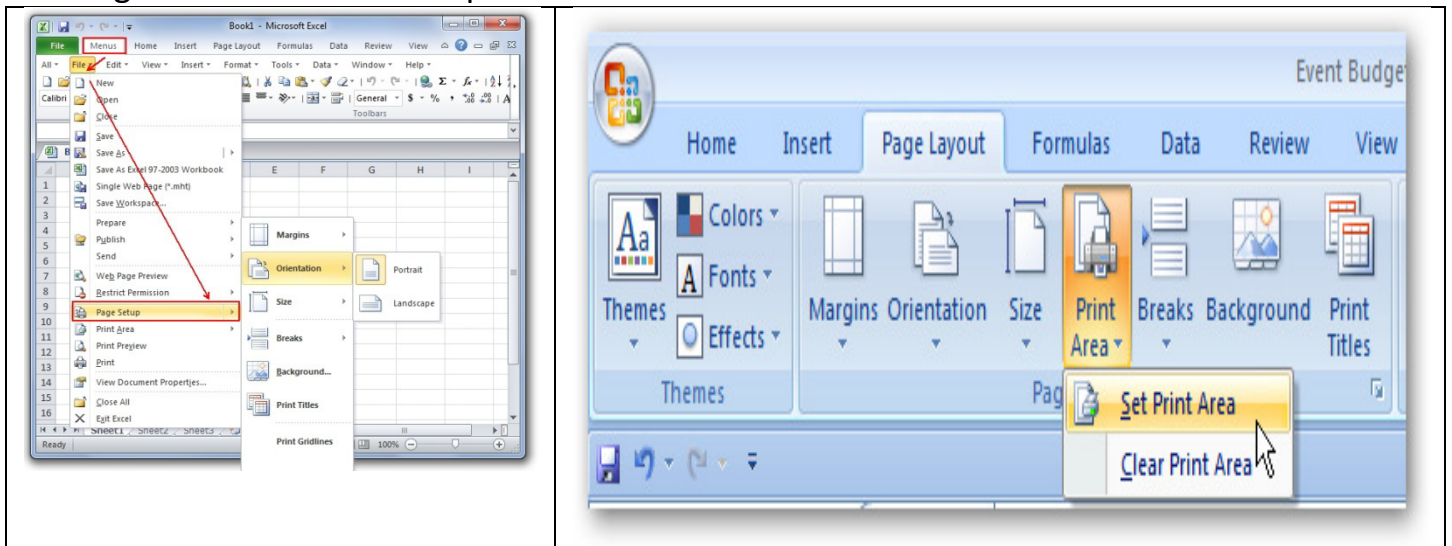 Book1 - Microsoft Excel
File Menus Home Insert Page Layout Formulas Data Review View
All File Edit View Insert Format Tools Data Window Help
Calibri General $ % ,
Toolbars
New
Open
Close
Save
Save As
Save As Excel 97-2003 Workbook
Single Web Page (*.mht)
Save Workspace...
Prepare
Publish
Send
Web Page Preview
Restrict Permission
Page Setup
Print Area
Print Preview
Print
View Document Properties...
Close All
Exit Excel
E F G H I
1
2
3
4
5
6
7
8
9
10
11
12
13
14
15
16
Margins
Orientation
Size
Breaks
Background...
Print Titles
Print Gridlines
Portrait
Landscape
Sheet1 Sheet2 Sheet3
Ready 100%
Event Budge
Home Insert Page Layout Formulas Data Review View
Aa Colors
A Fonts
Effects
Themes Margins Orientation Size Print Area Breaks Background Print Titles
Themes Pag
Set Print Area
Clear Print Area